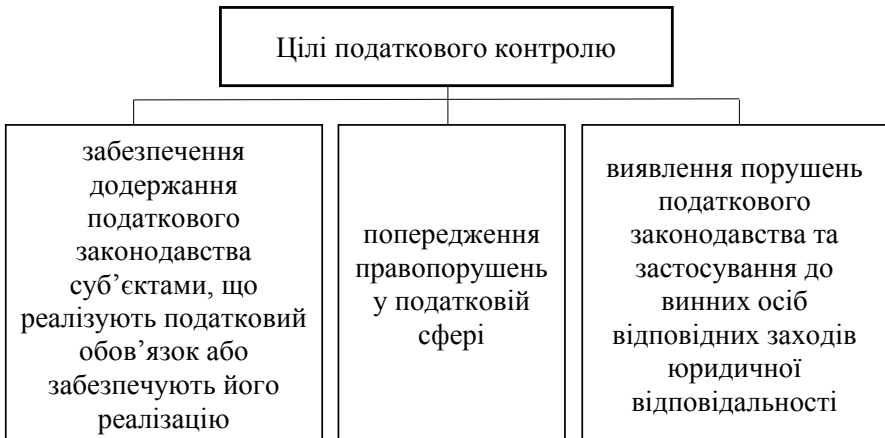 Цілі податкового контролю
забезпечення
додержання
податкового
законодавства
суб’єктами, що
реалізують податковий
обов’язок або
забезпечують його
реалізацію
попередження
правопорушень
у податковій
сфері
виявлення порушень
податкового
законодавства та
застосування до
винних осіб
відповідних заходів
юридичної
відповідальності